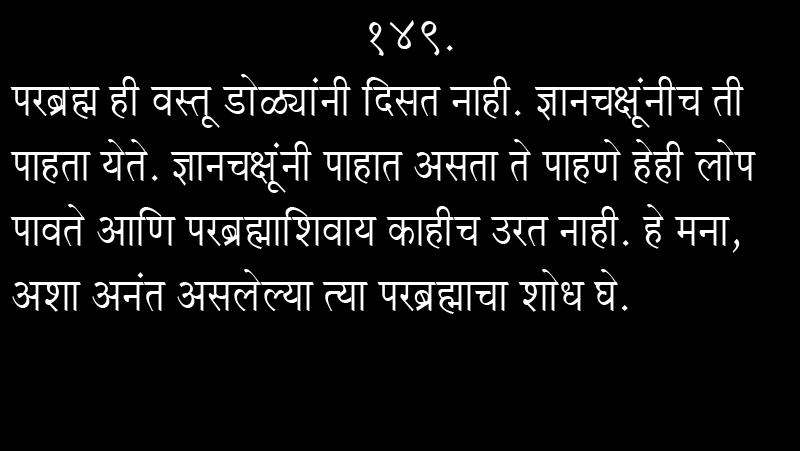 १४९.
परब्रह्म ही वस्तू डोळ्यांनी दिसत नाही. ज्ञानचक्षूंनीच ती
पाहता येते. ज्ञानचक्षूंनी पाहात असता ते पाहणे हेही लोप
पावते आणि परब्रह्माशिवाय काहीच उरत नाही. हे मना,
अशा अनंत असलेल्या त्या परब्रह्माचा शोध घे.